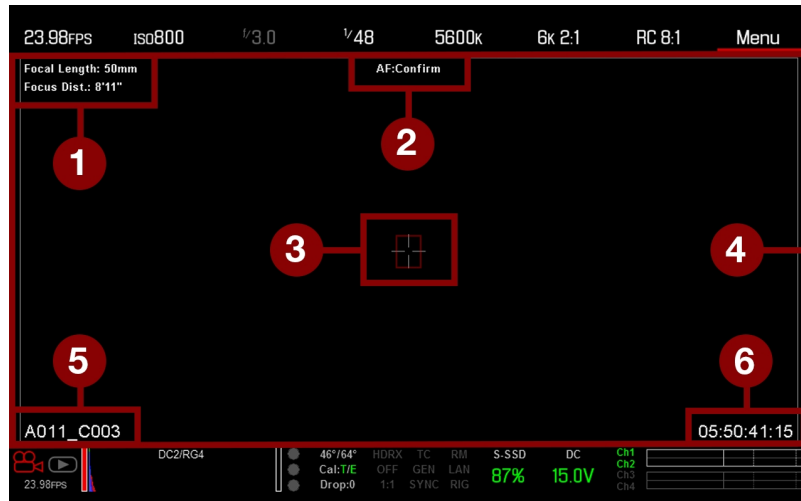 23.98FPS ISO800 f/3.0 1/48 5600K 6K 2:1 RC 8:1 Menu
Focal Length: 50mm AF:Confirm
Focus Dist.: 8'11"
1
2
3
4
5
6
A011_C003 05:50:41:15
DC2/RG4 46°/64° HDRX TC RM S-SSD DC Ch1
Cal:T/E OFF GEN LAN 87% 15.0V Ch2
23.98FPS Drop:0 1:1 SYNC RIG Ch3
Ch4